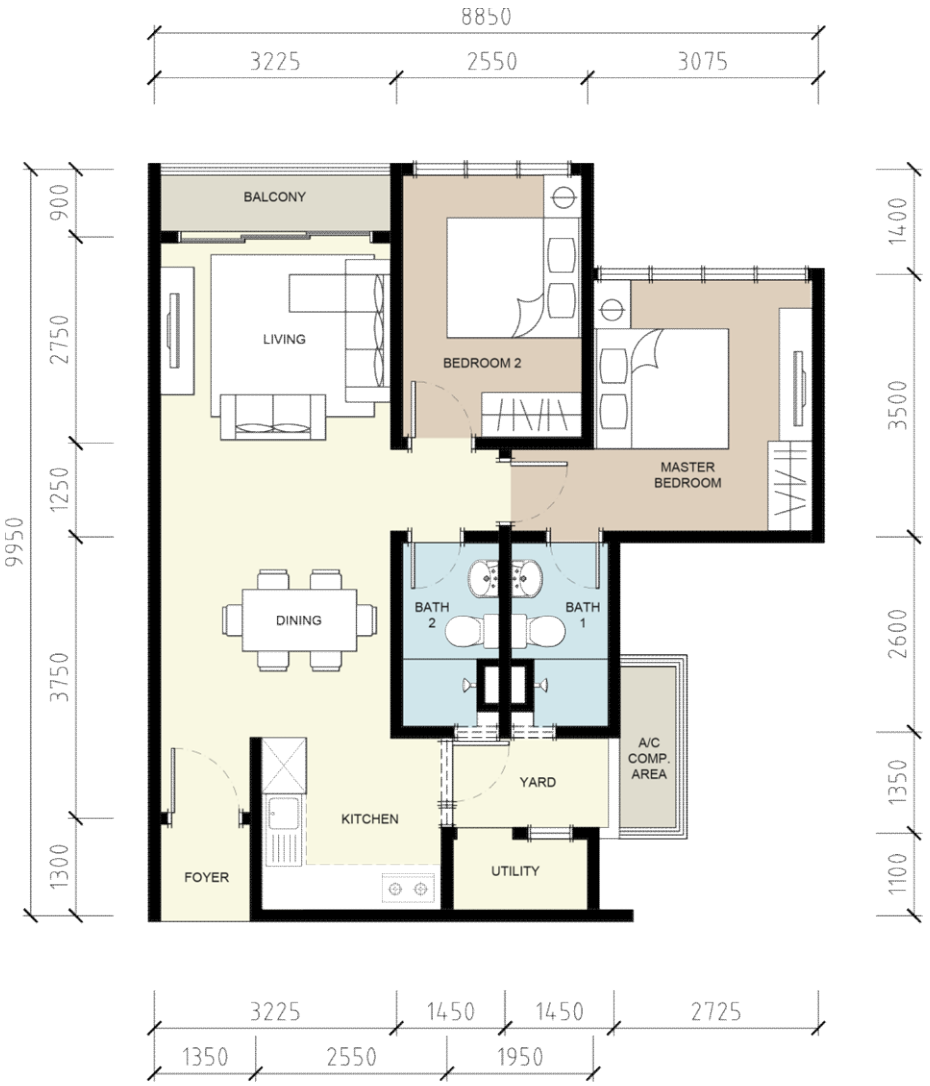 8850
3225
2550
3075
900
2750
1250
3750
1300
9950
BALCONY
LIVING
BEDROOM 2
MASTER
BEDROOM
DINING
BATH
2
BATH
1
A/C
COMP.
AREA
YARD
KITCHEN
FOYER
UTILITY
1400
3500
2600
1350
1100
3225
1450
1450
2725
1350
2550
1950